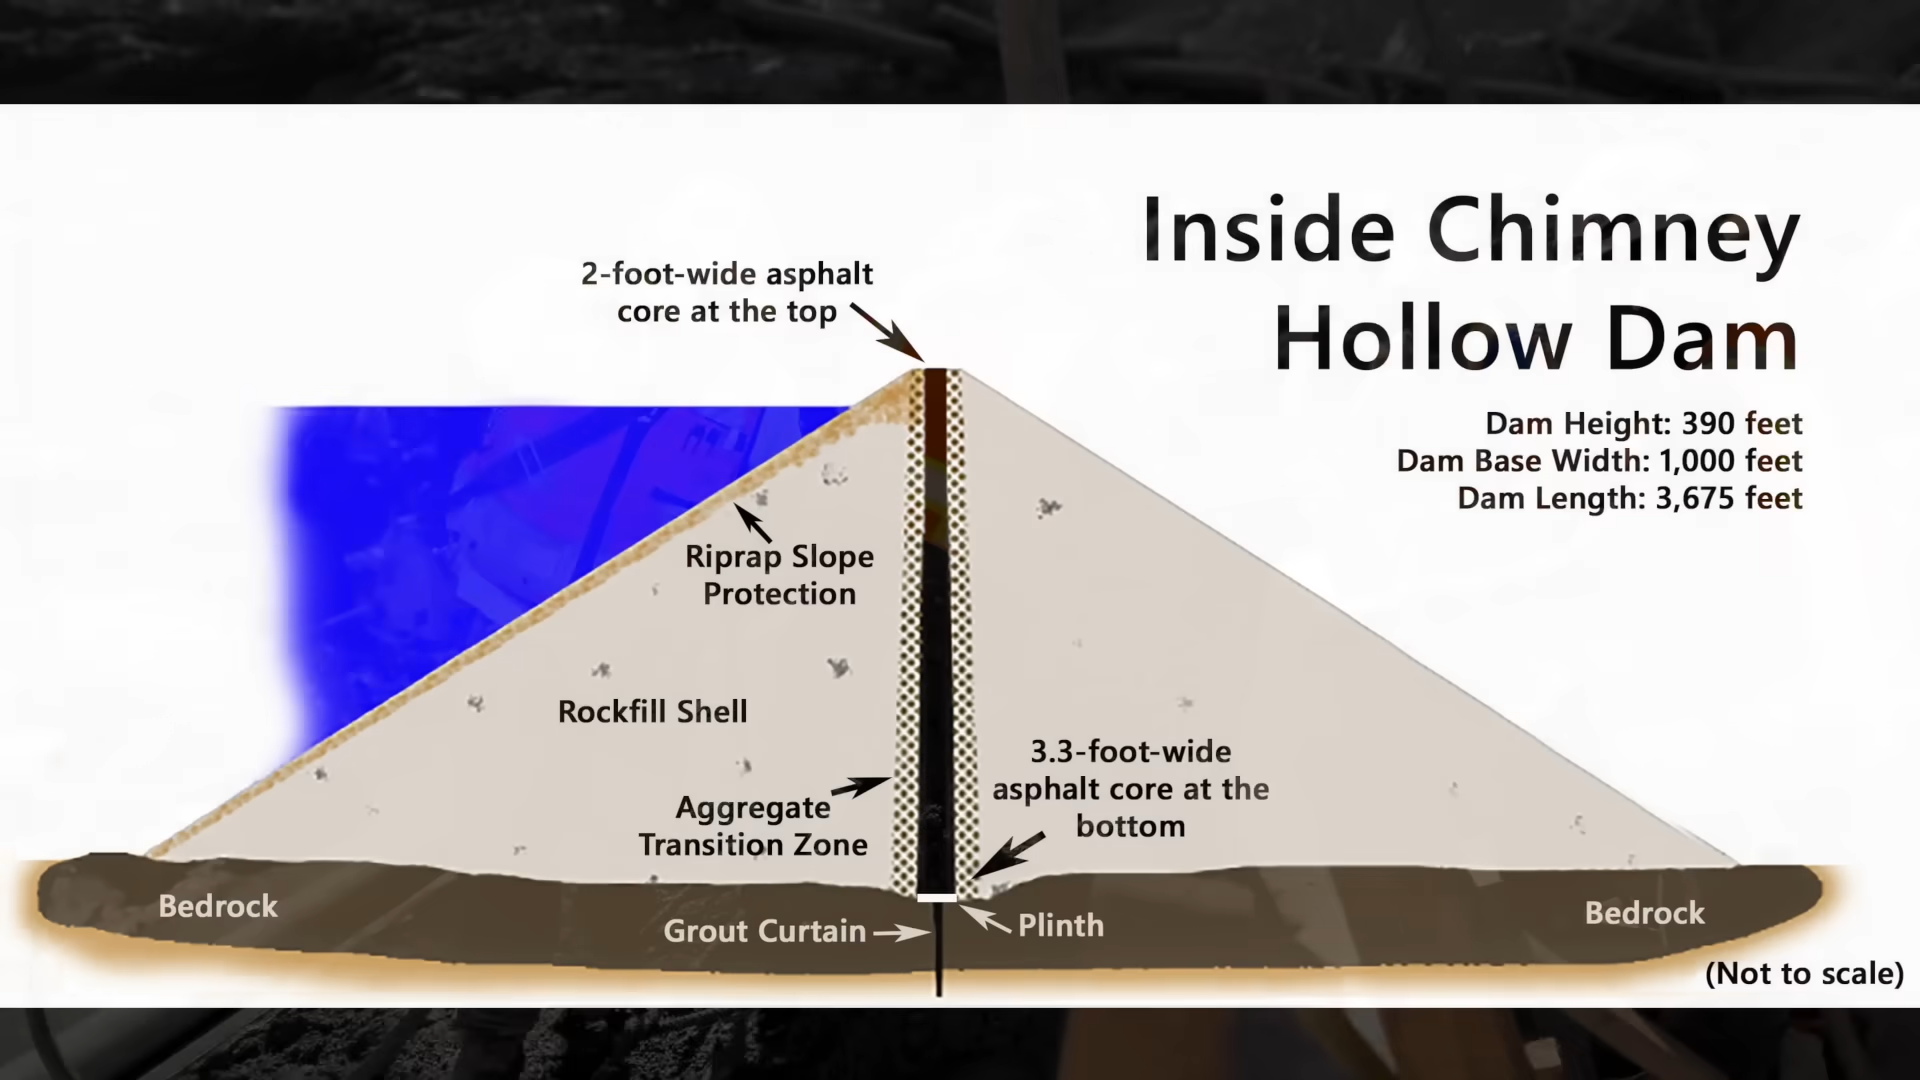 Inside Chimney
Hollow Dam
Dam Height: 390 feet
Dam Base Width: 1,000 feet
Dam Length: 3,675 feet
2-foot-wide asphalt
core at the top
Riprap Slope
Protection
Rockfill Shell
Aggregate
Transition Zone
3.3-foot-wide
asphalt core at the
bottom
Bedrock
Grout Curtain
Plinth
Bedrock
(Not to scale)